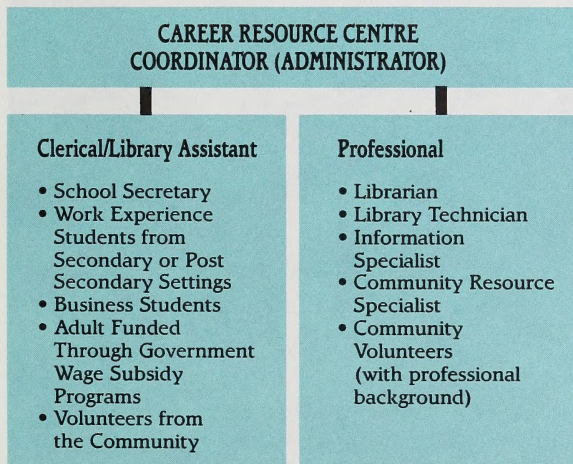 CAREER RESOURCE CENTRE
COORDINATOR (ADMINISTRATOR)
Clerical/Library Assistant
• School Secretary
• Work Experience
Students from
Secondary or Post
Secondary Settings
• Business Students
• Adult Funded
Through Government
Wage Subsidy
Programs
• Volunteers from
the Community
Professional
• Librarian
• Library Technician
• Information
Specialist
• Community Resource
Specialist
• Community
Volunteers
(with professional
background)